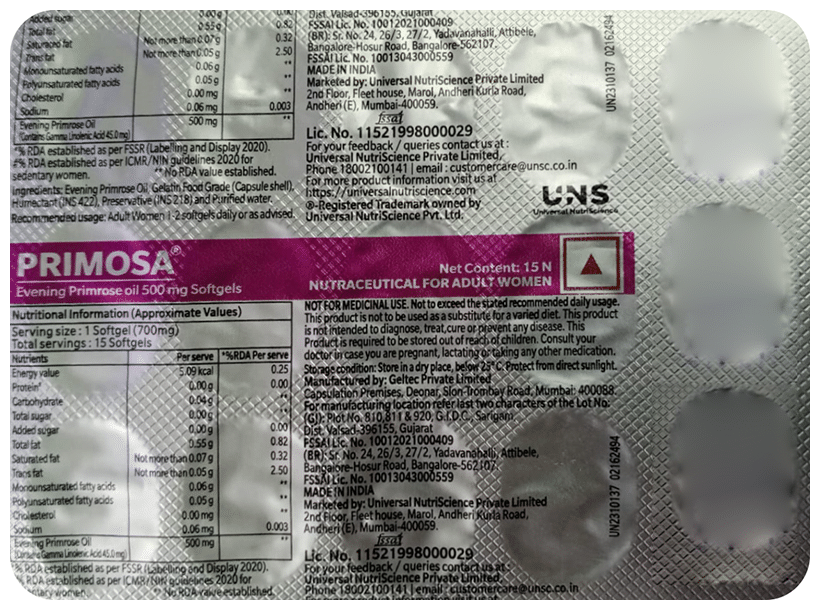 Added sugar 0.00 g 0.00
Total fat 0.55 g 0.82
Saturated fat Not more than 0.07 g 0.32
Trans fat Not more than 0.05 g 2.50
Monounsaturated fatty acids 0.06 g **
Polyunsaturated fatty acids 0.05 g **
Cholesterol 0.00 mg **
Sodium 0.06 mg 0.003
Evening Primrose Oil 500 mg **
(Contains Gamma Linolenic Acid 45.0 mg)
*% RDA established as per FSSR (Labelling and Display 2020).
#% RDA established as per ICMR/NIN guidelines 2020 for
sedentary women. ** No RDA value established.
Ingredients: Evening Primrose Oil, Gelatin Food Grade (Capsule shell),
Humectant (INS 422), Preservative (INS 218) and Purified water.
Recommended usage: Adult Women 1-2 softgels daily or as advised.
Dist. Valsad-396155, Gujarat
FSSAI Lic. No. 10012021000409
(BR): Sr. No. 24, 26/3, 27/2, Yadavanahalli, Attibele,
Bangalore-Hosur Road, Bangalore-562107.
FSSAI Lic. No. 10013043000559
MADE IN INDIA
Marketed by: Universal NutriScience Private Limited
2nd Floor, Fleet house, Marol, Andheri Kurla Road,
Andheri (E), Mumbai-400059.
fssai
Lic. No. 11521998000029
For your feedback / queries contact us at :
Universal NutriScience Private Limited,
Phone 18002100141 | email : customercare@unsc.co.in
For more product information visit us at
https://universalnutriscience.com
®-Registered Trademark owned by
Universal NutriScience Pvt. Ltd.
UN2310137 02162494
UNS
Universal NutriScience
PRIMOSA®
Evening Primrose oil 500 mg Softgels
Net Content: 15 N
NUTRACEUTICAL FOR ADULT WOMEN
Nutritional Information (Approximate Values)
Serving size : 1 Softgel (700mg)
Total servings : 15 Softgels
Nutrients Per serve *%RDA Per serve
Energy value 5.09 kcal 0.25
Protein# 0.00 g 0.00
Carbohydrate 0.04 g **
Total sugar 0.00 g **
Added sugar 0.00 g 0.00
Total fat 0.55 g 0.82
Saturated fat Not more than 0.07 g 0.32
Trans fat Not more than 0.05 g 2.50
Monounsaturated fatty acids 0.06 g **
Polyunsaturated fatty acids 0.05 g **
Cholesterol 0.00 mg **
Sodium 0.06 mg 0.003
Evening Primrose Oil 500 mg **
(Contains Gamma Linolenic Acid 45.0 mg)
*% RDA established as per FSSR (Labelling and Display 2020).
#% RDA established as per ICMR/NIN guidelines 2020 for
sedentary women. ** No RDA value established.
NOT FOR MEDICINAL USE. Not to exceed the stated recommended daily usage.
This product is not to be used as a substitute for a varied diet. This product
is not intended to diagnose, treat,cure or prevent any disease. This
Product is required to be stored out of reach of children. Consult your
doctor in case you are pregnant, lactating or taking any other medication.
Storage condition: Store in a dry place, below 25° C. Protect from direct sunlight.
Manufactured by: Geltec Private Limited
Capsulation Premises, Deonar, Sion-Trombay Road, Mumbai: 400088.
For manufacturing location refer last two characters of the Lot No:
(GJ): Plot No. 810,811 & 920, G.I.D.C., Sarigam,
Dist. Valsad-396155, Gujarat
FSSAI Lic. No. 10012021000409
(BR): Sr. No. 24, 26/3, 27/2, Yadavanahalli, Attibele,
Bangalore-Hosur Road, Bangalore-562107.
FSSAI Lic. No. 10013043000559
MADE IN INDIA
Marketed by: Universal NutriScience Private Limited
2nd Floor, Fleet house, Marol, Andheri Kurla Road,
Andheri (E), Mumbai-400059.
fssai
Lic. No. 11521998000029
For your feedback / queries contact us at :
Universal NutriScience Private Limited,
Phone 18002100141 | email : customercare@unsc.co.in
UN2310137 02162494